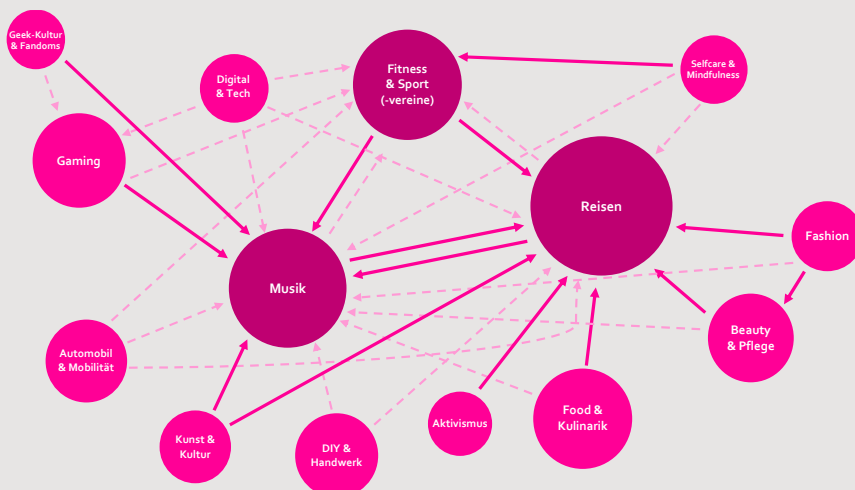 Geek-Kultur
& Fandoms
Digital
& Tech
Fitness
& Sport
(-vereine)
Selfcare &
Mindfulness
Gaming
Reisen
Fashion
Musik
Beauty
& Pflege
Automobil
& Mobilität
Kunst &
Kultur
DIY &
Handwerk
Aktivismus
Food &
Kulinarik